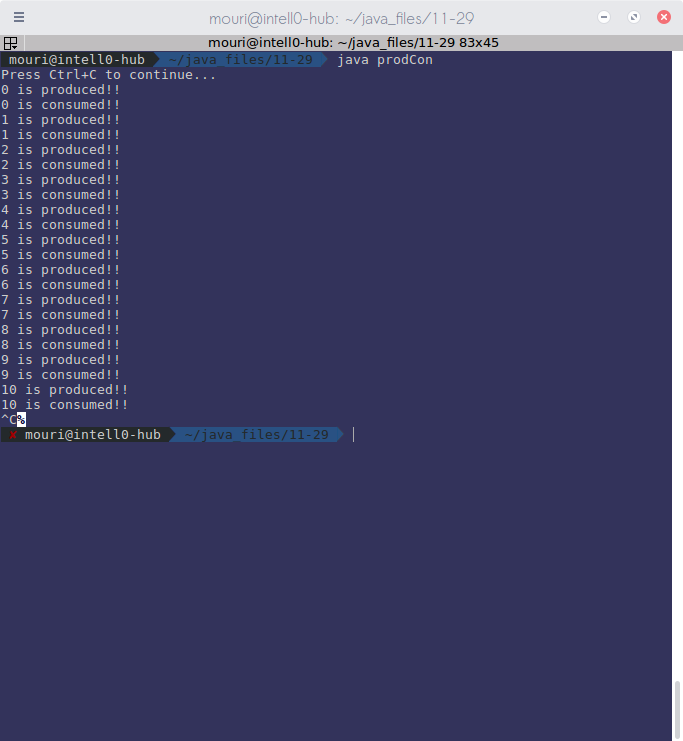 mouri@intell0-hub: ~/java_files/11-29
mouri@intell0-hub: ~/java_files/11-29 83x45
mouri@intell0-hub ~/java_files/11-29 java prodCon
Press Ctrl+C to continue...
0 is produced!!
0 is consumed!!
1 is produced!!
1 is consumed!!
2 is produced!!
2 is consumed!!
3 is produced!!
3 is consumed!!
4 is produced!!
4 is consumed!!
5 is produced!!
5 is consumed!!
6 is produced!!
6 is consumed!!
7 is produced!!
7 is consumed!!
8 is produced!!
8 is consumed!!
9 is produced!!
9 is consumed!!
10 is produced!!
10 is consumed!!
^C%
✘ mouri@intell0-hub ~/java_files/11-29